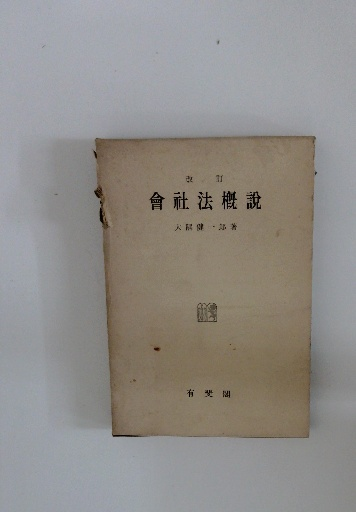 改訂
會社法概說
大隅健一郎著
有斐閣